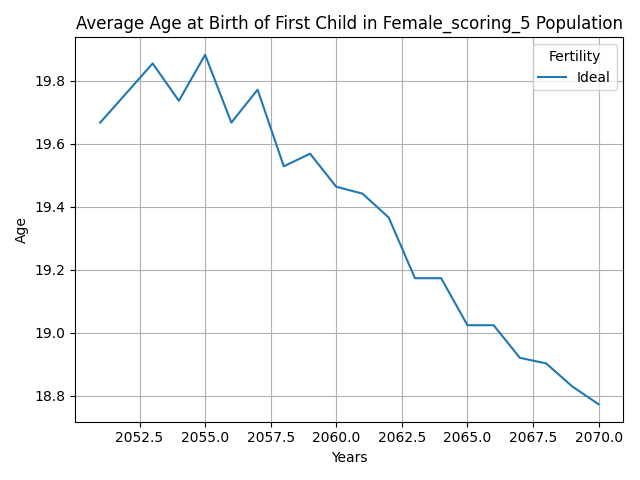 Average Age at Birth of First Child in Female_scoring_5 Population
Fertility
Ideal
Age
19.8
19.6
19.4
19.2
19.0
18.8
2052.5 2055.0 2057.5 2060.0 2062.5 2065.0 2067.5 2070.0
Years